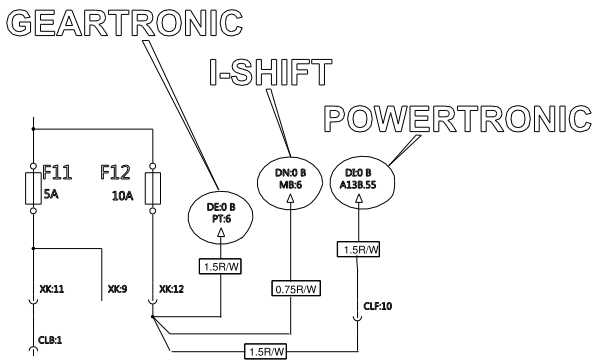 GEARTRONIC
I-SHIFT
POWERTRONIC
F11
5A
F12
10A
DE:0 B
PT:6
DN:0 B
MB:6
DI:0 B
A13B.55
1.5R/W
1.5R/W
0.75R/W
XK:11
XK:9
XK:12
CLF:10
CLB:1
1.5R/W